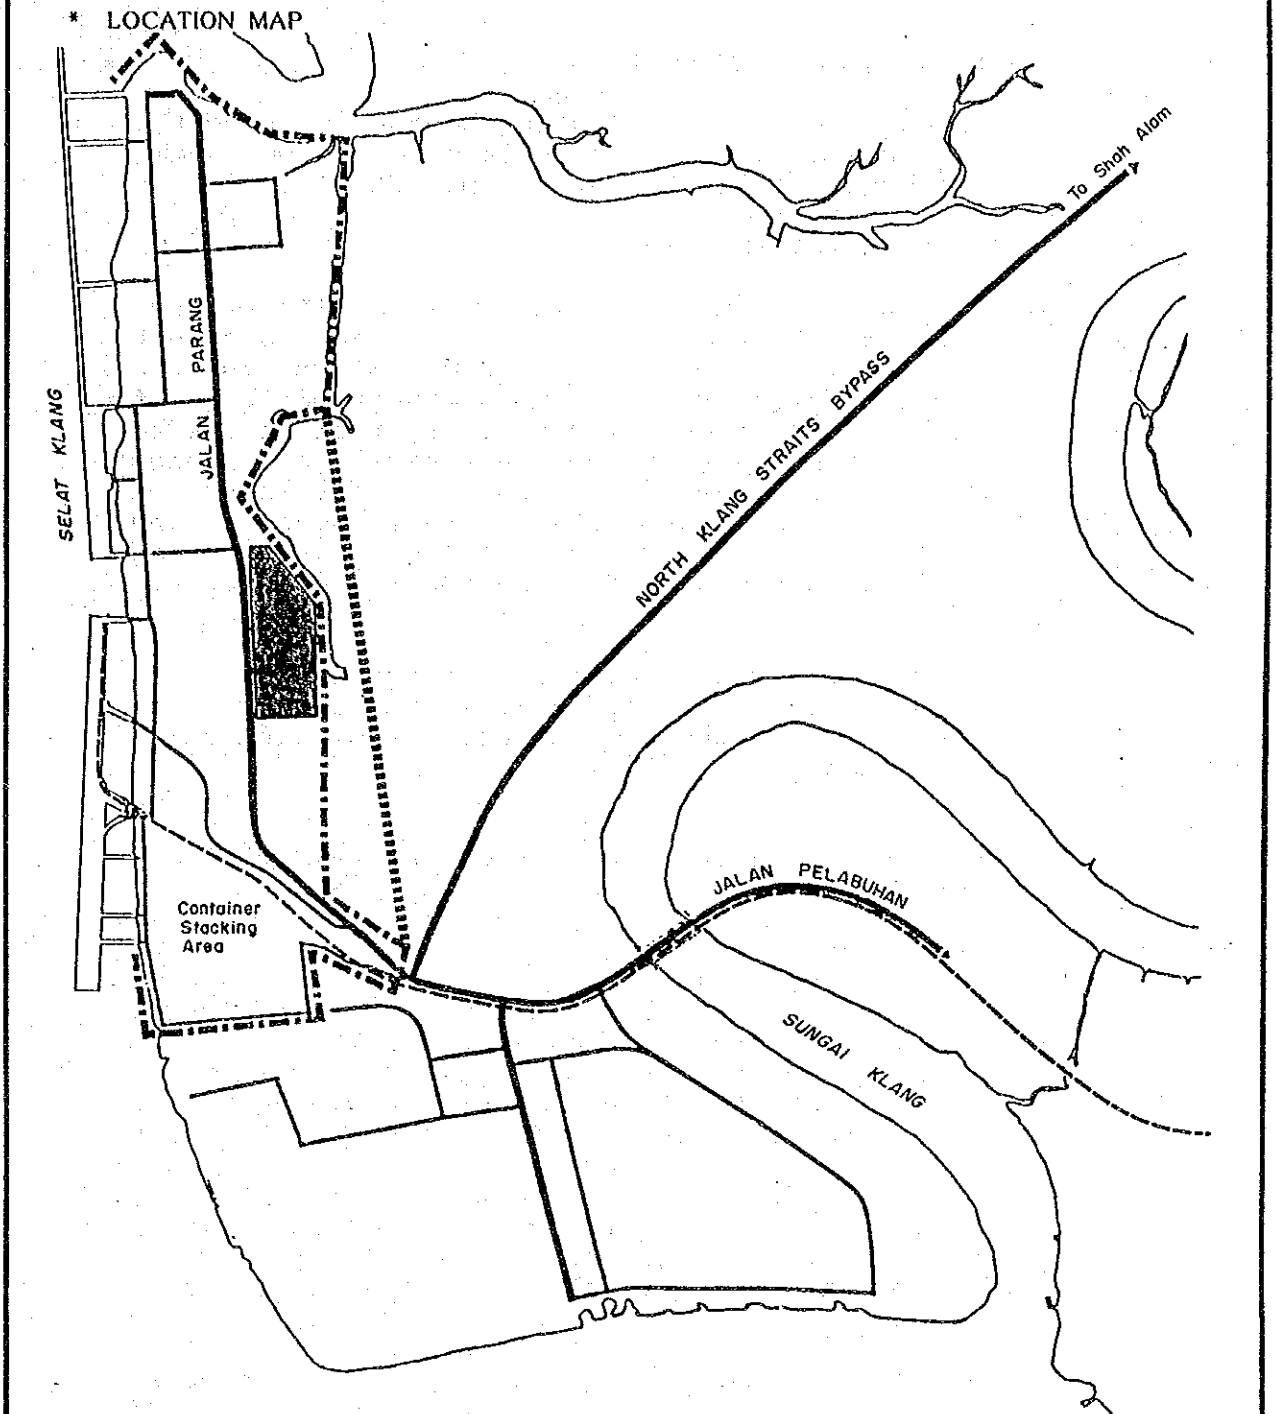 * LOCATION MAP
To Shah Alam
JALAN PARANG
SELAT KLANG
NORTH KLANG STRAITS BYPASS
JALAN PELABUHAN
Container
Stacking
Area
SUNGAI KLANG